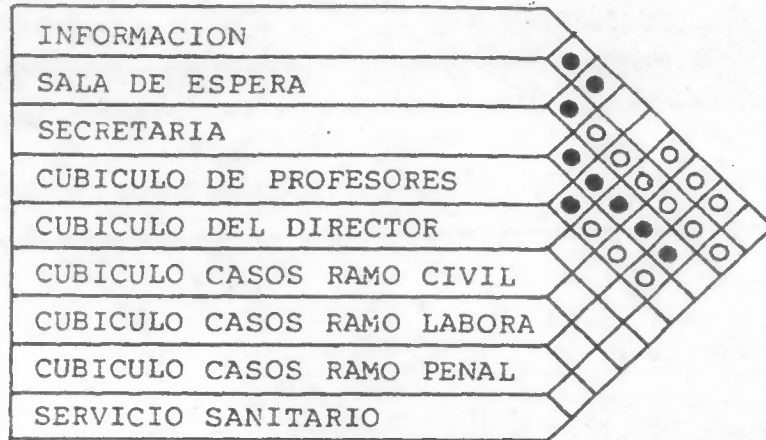 INFORMACION
SALA DE ESPERA
SECRETARIA
CUBICULO DE PROFESORES
CUBICULO DEL DIRECTOR
CUBICULO CASOS RAMO CIVIL
CUBICULO CASOS RAMO LABORA
CUBICULO CASOS RAMO PENAL
SERVICIO SANITARIO